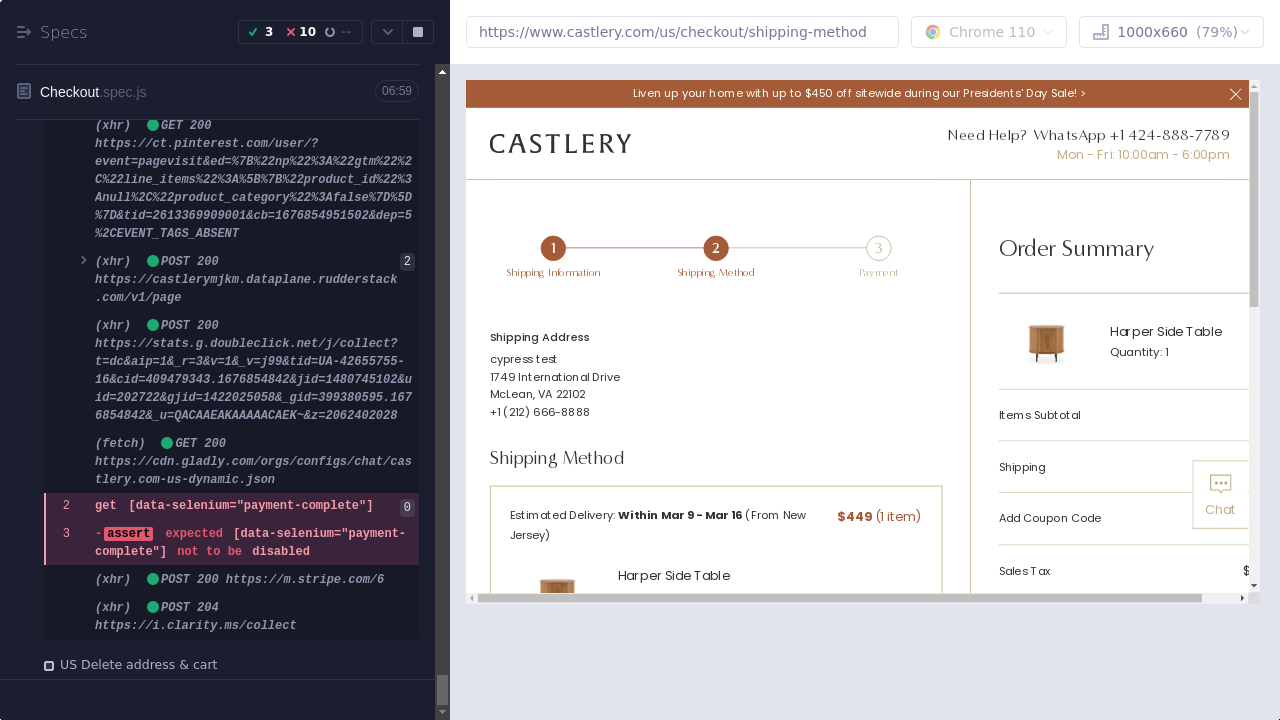 Specs
3
10
--
Checkout.spec.js
06:59
(xhr) GET 200
https://ct.pinterest.com/user/?
event=pagevisit&ed=%7B%22np%22%3A%22gtm%22%2
C%22line_items%22%3A%5B%7B%22product_id%22%3
Anull%2C%22product_category%22%3Afalse%7D%5D
%7D&tid=2613369909001&cb=1676854951502&dep=5
%2CEVENT_TAGS_ABSENT
(xhr) POST 200
2
https://castlerymjkm.dataplane.rudderstack
.com/v1/page
(xhr) POST 200
https://stats.g.doubleclick.net/j/collect?
t=dc&aip=1&_r=3&v=1&_v=j99&tid=UA-42655755-
16&cid=409479343.1676854842&jid=1480745102&u
id=202722&gjid=1422025058&_gid=399380595.167
6854842&_u=QACAAEAKAAAAACAEK~&z=2062402028
(fetch) GET 200
https://cdn.gladly.com/orgs/configs/chat/cas
tlery.com-us-dynamic.json
2 get [data-selenium="payment-complete"]
0
3 -assert expected [data-selenium="payment-
complete"] not to be disabled
(xhr) POST 200 https://m.stripe.com/6
(xhr) POST 204
https://i.clarity.ms/collect
US Delete address & cart
https://www.castlery.com/us/checkout/shipping-method
Chrome 110
1000x660 (79%)
Liven up your home with up to $450 off sitewide during our Presidents' Day Sale! >
CASTLERY
Need Help? WhatsApp +1 424-888-7789
Mon - Fri: 10:00am - 6:00pm
1
2
3
Shipping Information
Shipping Method
Payment
Shipping Address
cypress test
1749 International Drive
McLean, VA 22102
+1 (212) 666-8888
Shipping Method
Estimated Delivery: Within Mar 9 - Mar 16 (From New
Jersey)
$449 (1 item)
Harper Side Table
Order Summary
Harper Side Table
Quantity: 1
Items Subtotal
Shipping
Add Coupon Code
Sales Tax
$
Chat